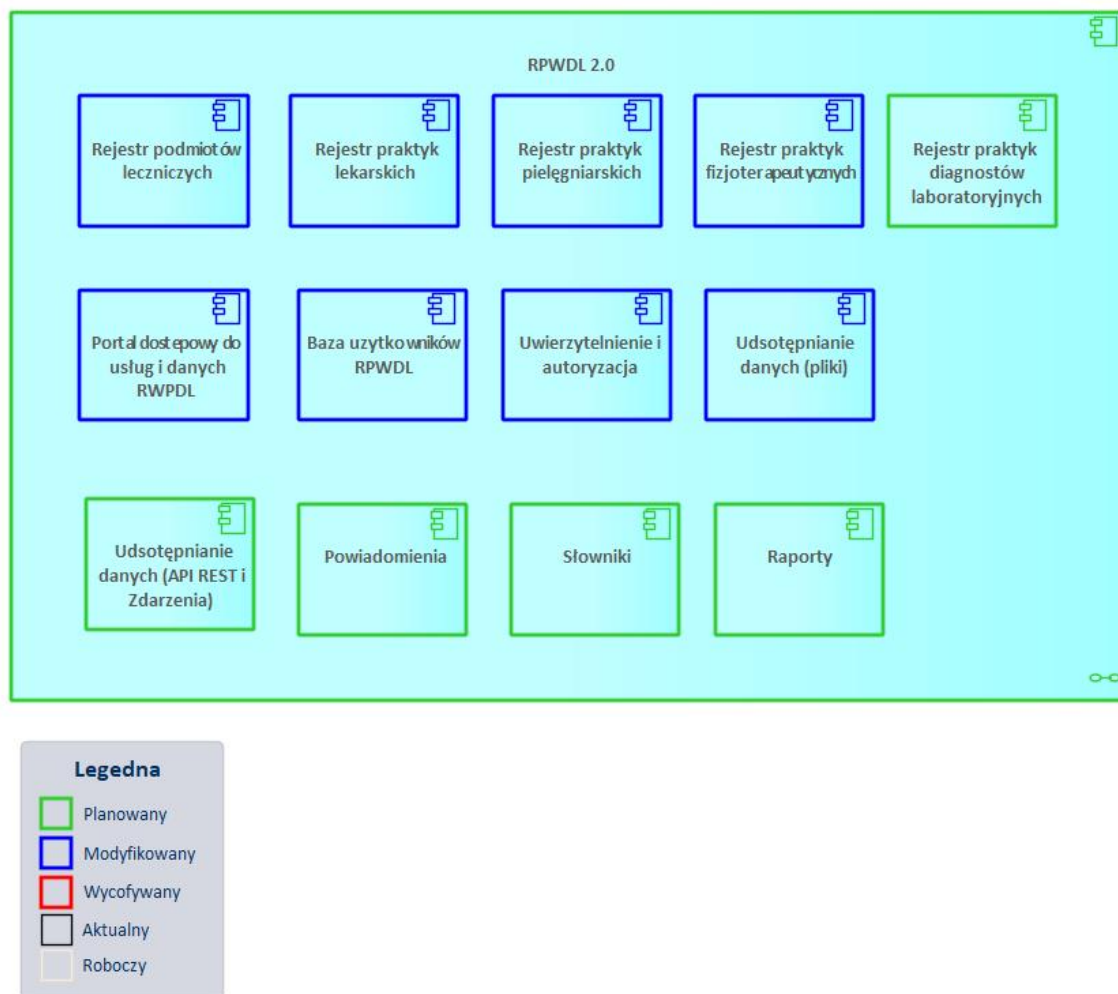 RPWDL 2.0
Rejestr podmiotów
leczniczych
Rejestr praktyk
lekarskich
Rejestr praktyk
pielęgniarskich
Rejestr praktyk
fizjoterapeutycznych
Rejestr praktyk
diagnostów
laboratoryjnych
Portal dostepowy do
usług i danych
RWPDL
Baza uzytkowników
RPWDL
Uwierzytelnienie i
autoryzacja
Udsotępnianie
danych (pliki)
Udsotępnianie
danych (API REST i
Zdarzenia)
Powiadomienia
Słowniki
Raporty
Legedna
Planowany
Modyfikowany
Wycofywany
Aktualny
Roboczy